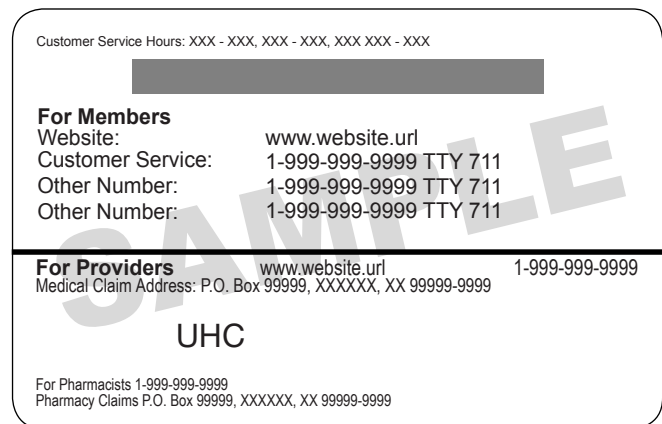 Customer Service Hours: XXX - XXX, XXX - XXX, XXX XXX - XXX
For Members
Website: www.website.url
Customer Service: 1-999-999-9999 TTY 711
Other Number: 1-999-999-9999 TTY 711
Other Number: 1-999-999-9999 TTY 711
SAMPLE
For Providers www.website.url 1-999-999-9999
Medical Claim Address: P.O. Box 99999, XXXXXX, XX 99999-9999
UHC
For Pharmacists 1-999-999-9999
Pharmacy Claims P.O. Box 99999, XXXXXX, XX 99999-9999